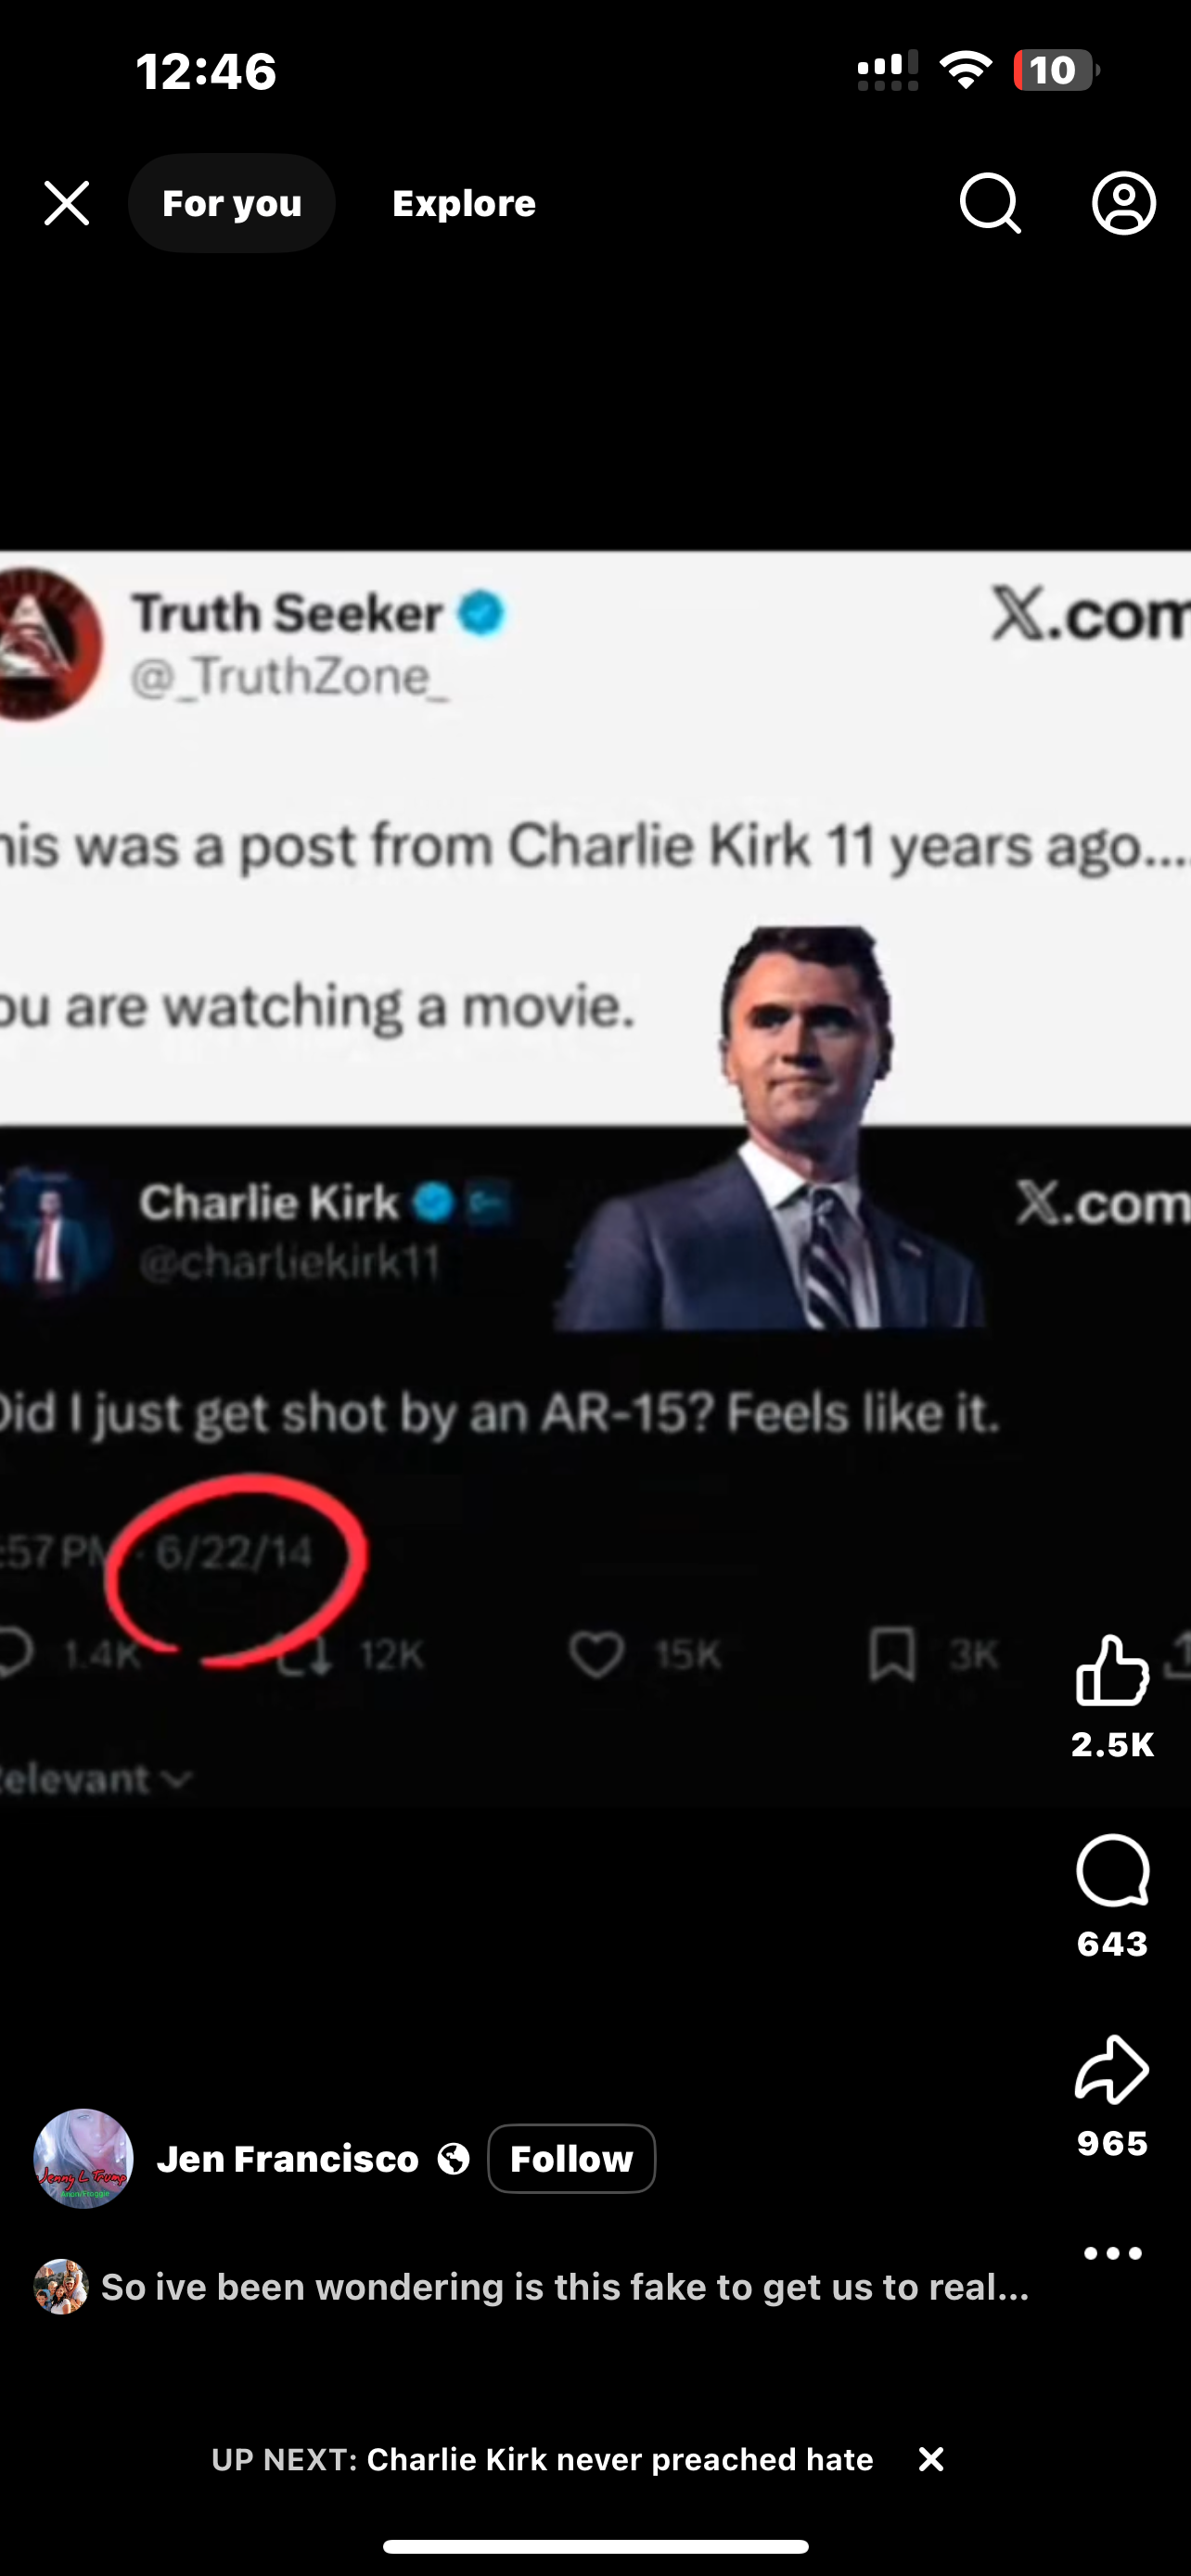 12:46
10
For you
Explore
Truth Seeker
X.com
@_TruthZone_
his was a post from Charlie Kirk 11 years ago....
ou are watching a movie.
Charlie Kirk
X.com
@charliekirk11
Did I just get shot by an AR-15? Feels like it.
:57 PM · 6/22/14
1.4K 12K 15K 3K
elevant
2.5K
643
965
Jenny L Trump
Jen Francisco
Follow
So ive been wondering is this fake to get us to real...
UP NEXT: Charlie Kirk never preached hate